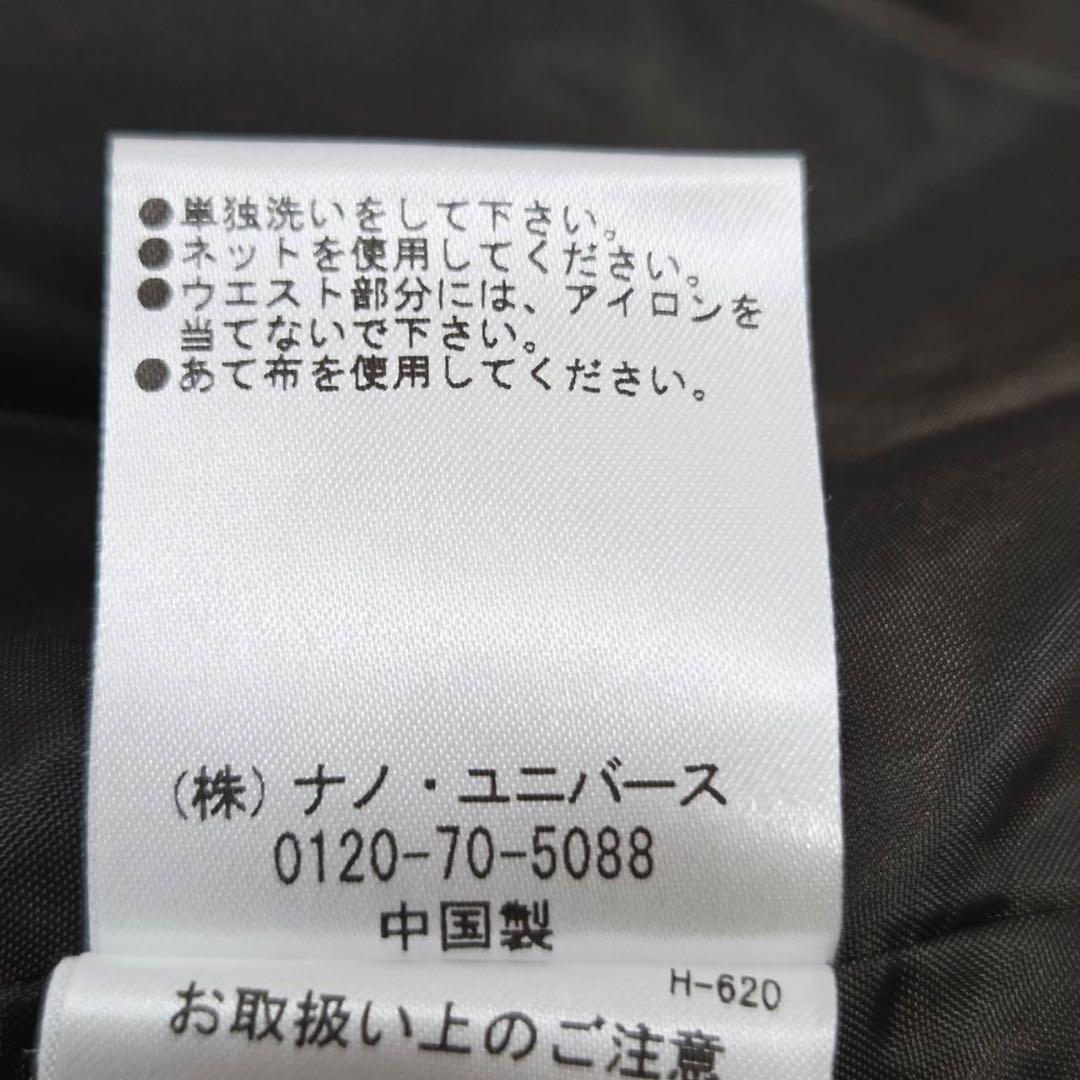 ●単独洗いをして下さい。
●ネットを使用してください。
●ウエスト部分には、アイロンを
当てないで下さい。
●あて布を使用してください。
(株)ナノ・ユニバース
0120-70-5088
中国製
H-620
お取扱い上のご注意